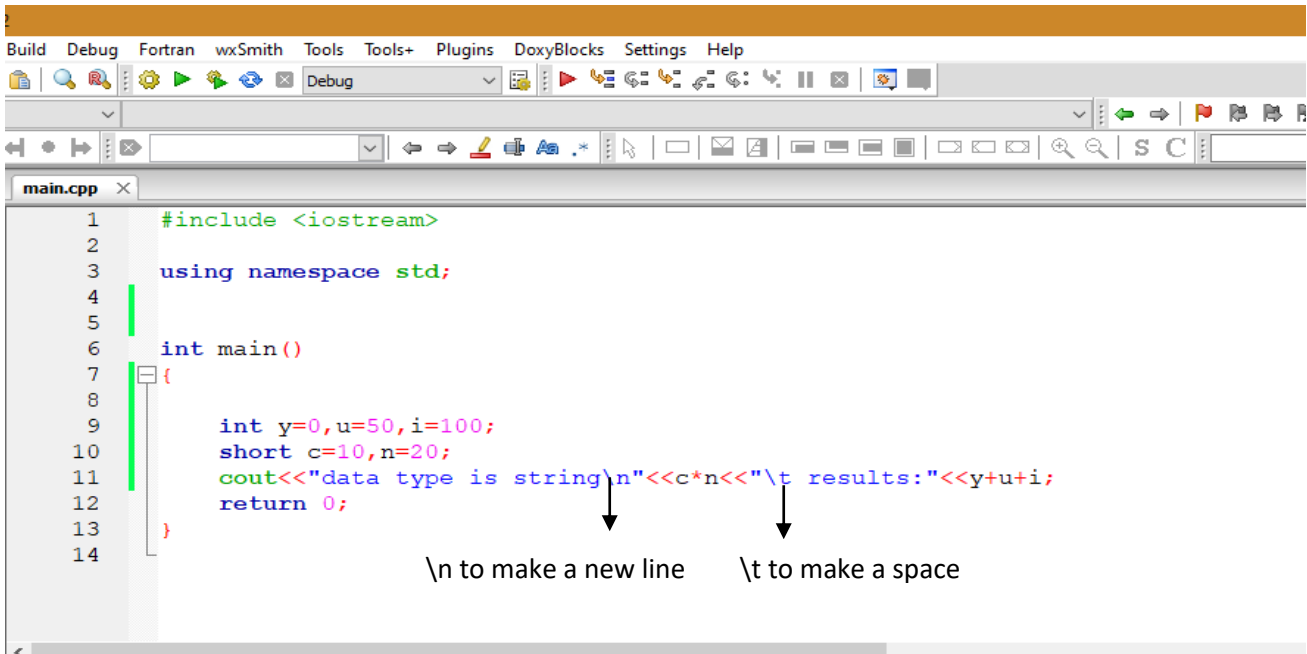 2
Build Debug Fortran wxSmith Tools Tools+ Plugins DoxyBlocks Settings Help
Debug
S C
main.cpp
1 #include <iostream>
2
3 using namespace std;
4
5
6 int main()
7 {
8
9 int y=0,u=50,i=100;
10 short c=10,n=20;
11 cout<<"data type is string\n"<<c*n<<"\t results:"<<y+u+i;
12 return 0;
13 }
14
\n to make a new line \t to make a space